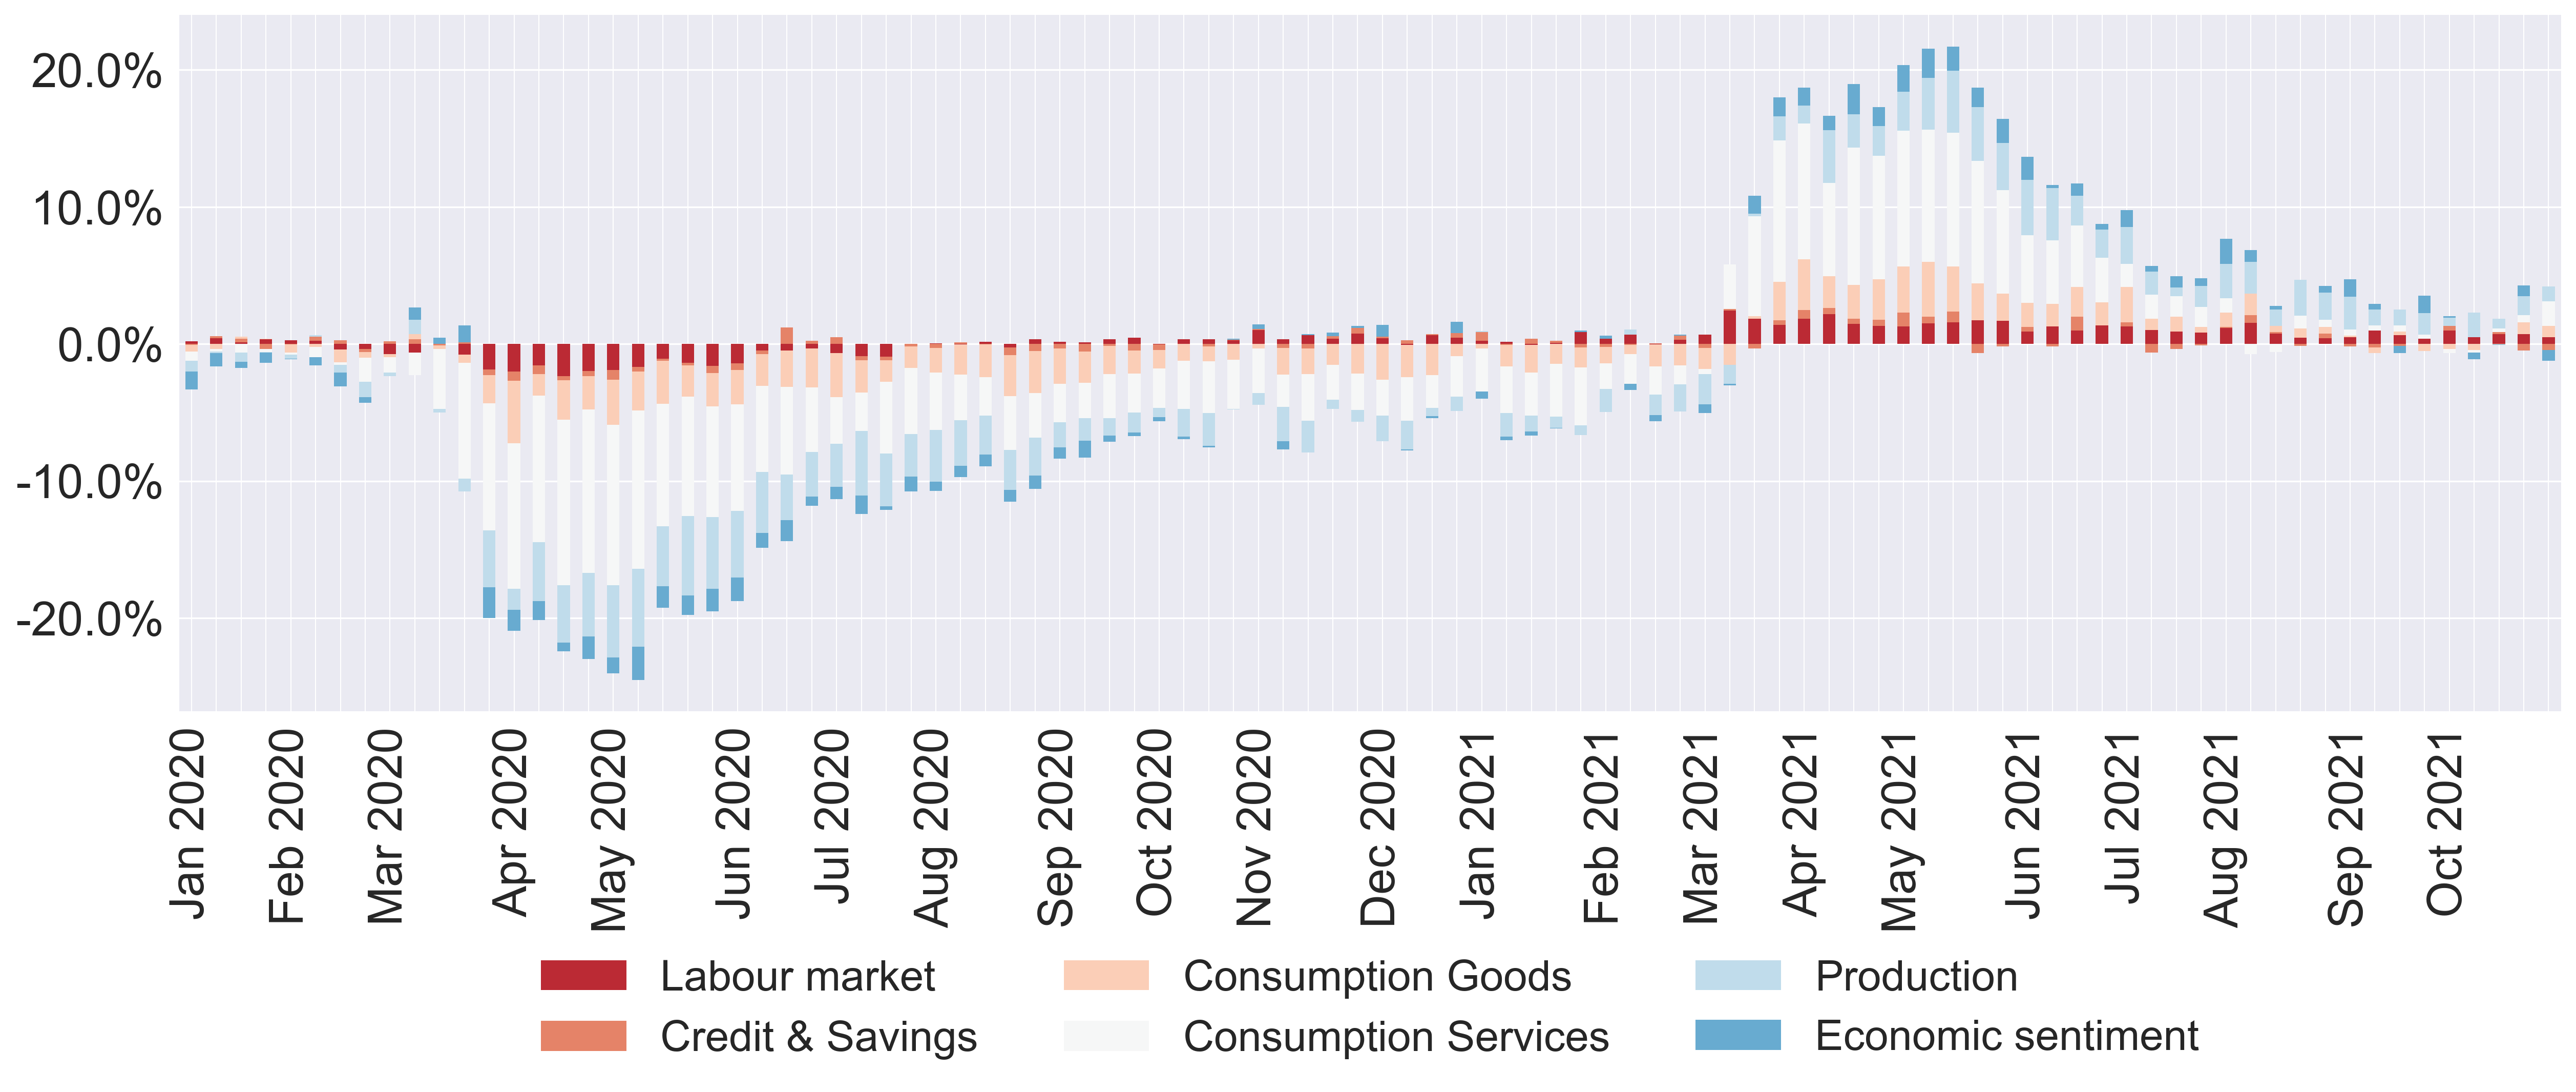 20.0%
10.0%
0.0%
-10.0%
-20.0%
Jan 2020
Feb 2020
Mar 2020
Apr 2020
May 2020
Jun 2020
Jul 2020
Aug 2020
Sep 2020
Oct 2020
Nov 2020
Dec 2020
Jan 2021
Feb 2021
Mar 2021
Apr 2021
May 2021
Jun 2021
Jul 2021
Aug 2021
Sep 2021
Oct 2021
Labour market
Credit & Savings
Consumption Goods
Consumption Services
Production
Economic sentiment